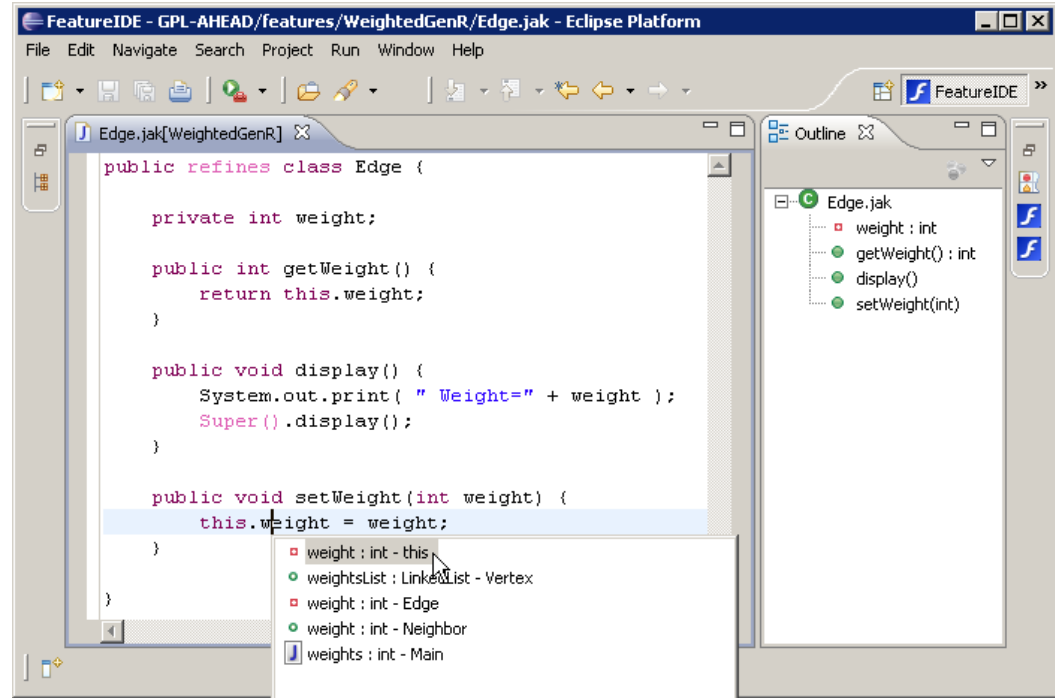 FeatureIDE - GPL-AHEAD/features/WeightedGenR/Edge.jak - Eclipse Platform
File Edit Navigate Search Project Run Window Help
FeatureIDE »
Edge.jak[WeightedGenR]
public refines class Edge {
private int weight;
public int getWeight() {
return this.weight;
}
public void display() {
System.out.print( " Weight=" + weight );
Super().display();
}
public void setWeight(int weight) {
this.weight = weight;
}
}
weight : int - this
weightsList : LinkedList - Vertex
weight : int - Edge
weight : int - Neighbor
weights : int - Main
Outline
Edge.jak
weight : int
getWeight() : int
display()
setWeight(int)